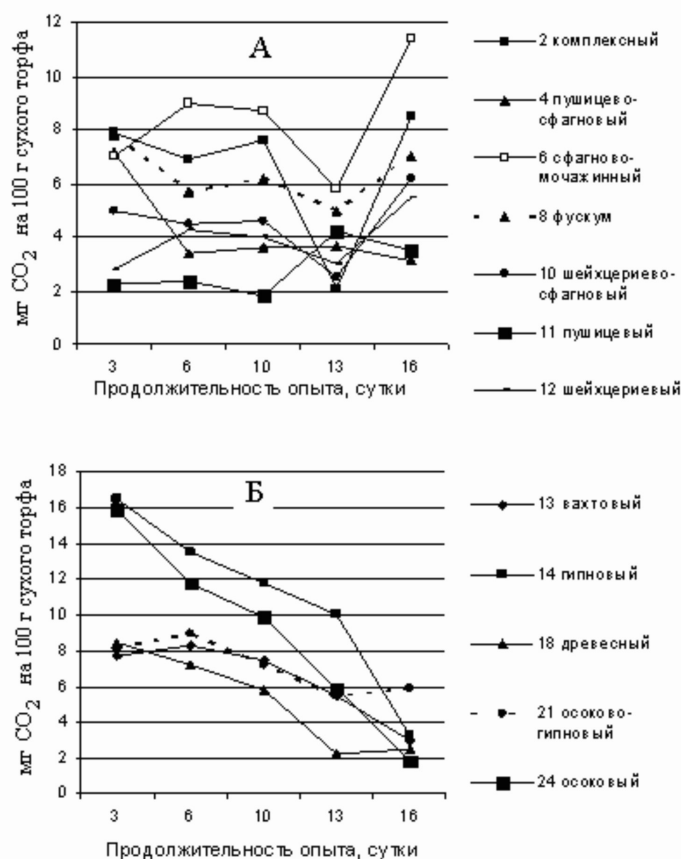 А
12
10
8
6
4
2
0
3 6 10 13 16
мг CO2 на 100 г сухого торфа
Продолжительность опыта, сутки
2 комплексный
4 пушицево-
сфагновый
6 сфагново-
мочажинный
8 фускум
10 шейхцериево-
сфагновый
11 пушицевый
12 шейхцериевый
Б
18
16
14
12
10
8
6
4
2
0
3 6 10 13 16
мг CO2 на 100 г сухого торфа
Продолжительность опыта, сутки
13 вахтовый
14 гипновый
18 древесный
21 осоково-
гипновый
24 осоковый